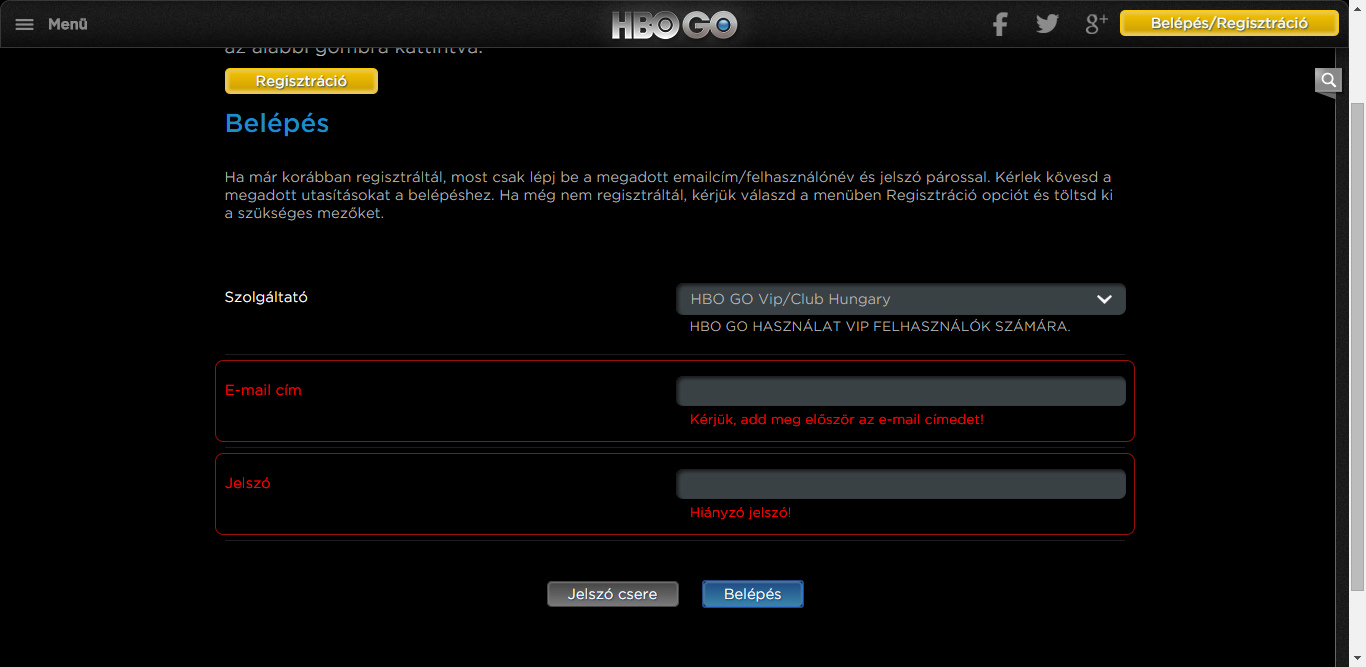 Menü
HBO GO
8+
Belépés/Regisztráció
az alábbi gombra kattintva.
Regisztráció
Belépés
Ha már korábban regisztráltál, most csak lépj be a megadott emailcím/felhasználónév és jelszó párossal. Kérlek kövesd a
megadott utasításokat a belépéshez. Ha még nem regisztráltál, kérjük válaszd a menüben Regisztráció opciót és töltsd ki
a szükséges mezőket.
Szolgáltató
HBO GO Vip/Club Hungary
HBO GO HASZNÁLAT VIP FELHASZNÁLÓK SZÁMÁRA.
E-mail cím
Kérjük, add meg először az e-mail címedet!
Jelszó
Hiányzó jelszó!
Jelszó csere
Belépés